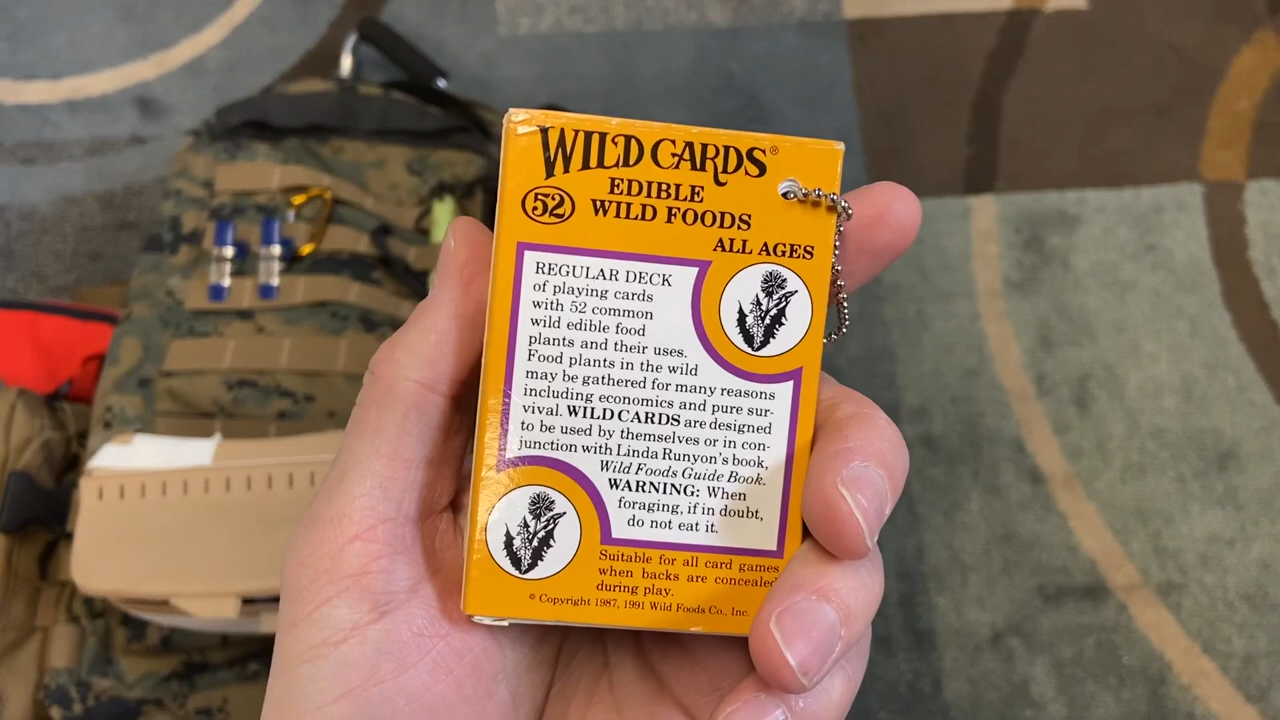 WILD CARDS®
EDIBLE
52 WILD FOODS
ALL AGES
REGULAR DECK
of playing cards
with 52 common
wild edible food
plants and their uses.
Food plants in the wild
may be gathered for many reasons
including economics and pure sur-
vival. WILD CARDS are designed
to be used by themselves or in con-
junction with Linda Runyon's book,
Wild Foods Guide Book.
WARNING: When
foraging, if in doubt,
do not eat it.
Suitable for all card games
when backs are concealed
during play.
© Copyright 1987, 1991 Wild Foods Co., Inc.